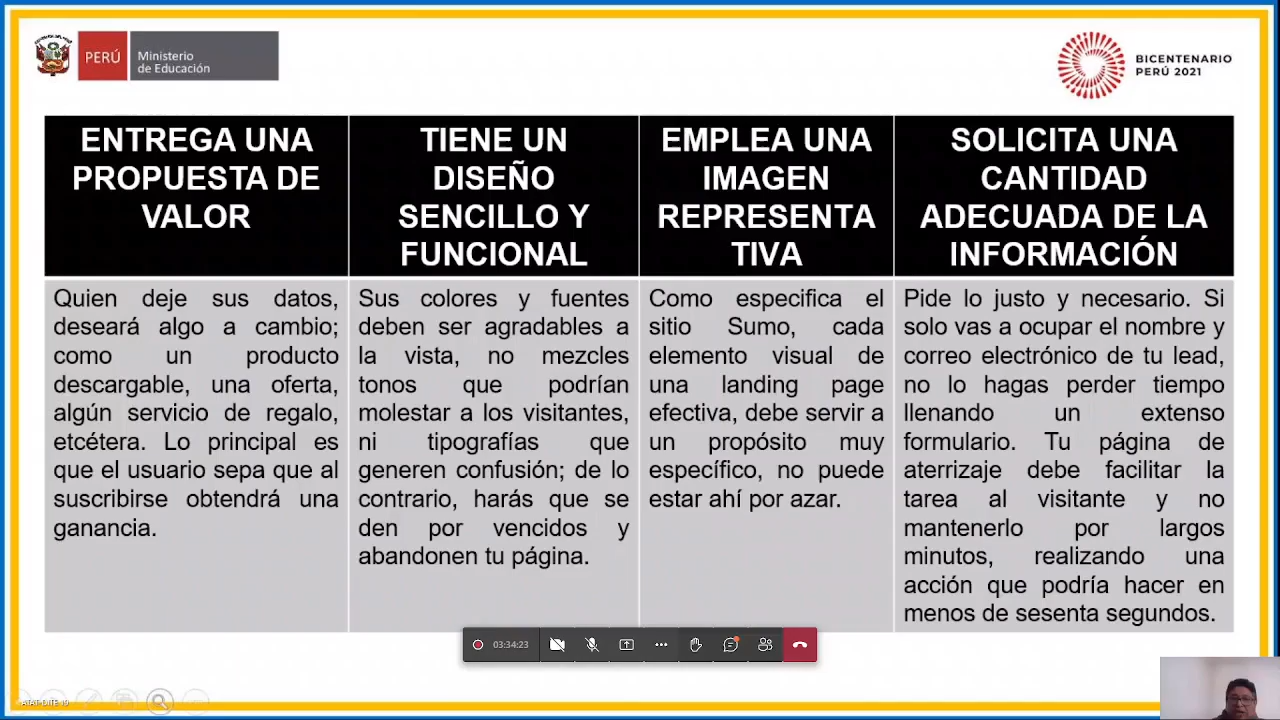 PERÚ
Ministerio
de Educación
BICENTENARIO
PERÚ 2021
ENTREGA UNA
PROPUESTA DE
VALOR
Quien deje sus datos,
deseará algo a cambio;
como un producto
descargable, una oferta,
algún servicio de regalo,
etcétera. Lo principal es
que el usuario sepa que al
suscribirse obtendrá una
ganancia.
TIENE UN
DISEÑO
SENCILLO Y
FUNCIONAL
Sus colores y fuentes
deben ser agradables a
la vista, no mezcles
tonos que podrían
molestar a los visitantes,
ni tipografías que
generen confusión; de lo
contrario, harás que se
den por vencidos y
abandonen tu página.
EMPLEA UNA
IMAGEN
REPRESENTA
TIVA
Como especifica el
sitio Sumo, cada
elemento visual de
una landing page
efectiva, debe servir a
un propósito muy
específico, no puede
estar ahí por azar.
SOLICITA UNA
CANTIDAD
ADECUADA DE LA
INFORMACIÓN
Pide lo justo y necesario. Si
solo vas a ocupar el nombre y
correo electrónico de tu lead,
no lo hagas perder tiempo
llenando un extenso
formulario. Tu página de
aterrizaje debe facilitar la
tarea al visitante y no
mantenerlo por largos
minutos, realizando una
acción que podría hacer en
menos de sesenta segundos.
03:34:23